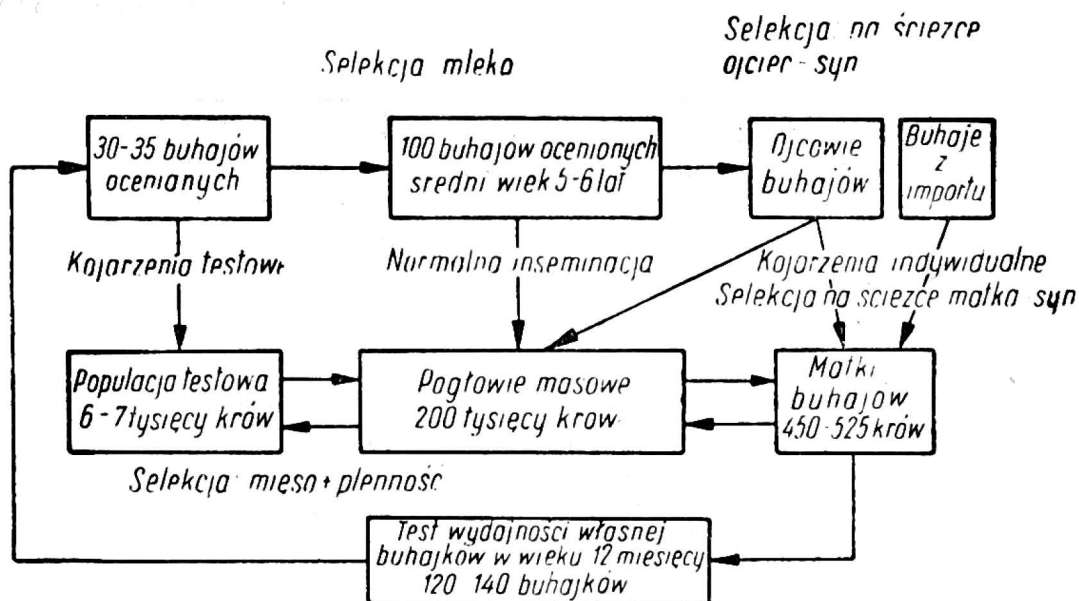 Selekcja na ścieżce
ojciec-syn
Selekcja mleka
30-35 buhajów
ocenianych
100 buhajów ocenionych
średni wiek 5-6 lat
Ojcowie
buhajów
Buhaje
z
importu
Kojarzenia testowe
Normalna inseminacja
Kojarzenia indywidualne
Selekcja na ścieżce matka syn
Populacja testowa
6-7 tysięcy krów
Pogłowie masowe
200 tysięcy krow
Matki
buhajów
450-525 krów
Selekcja mięso + plenność
Test wydajności własnej
buhajków w wieku 12 miesięcy
120 140 buhajków